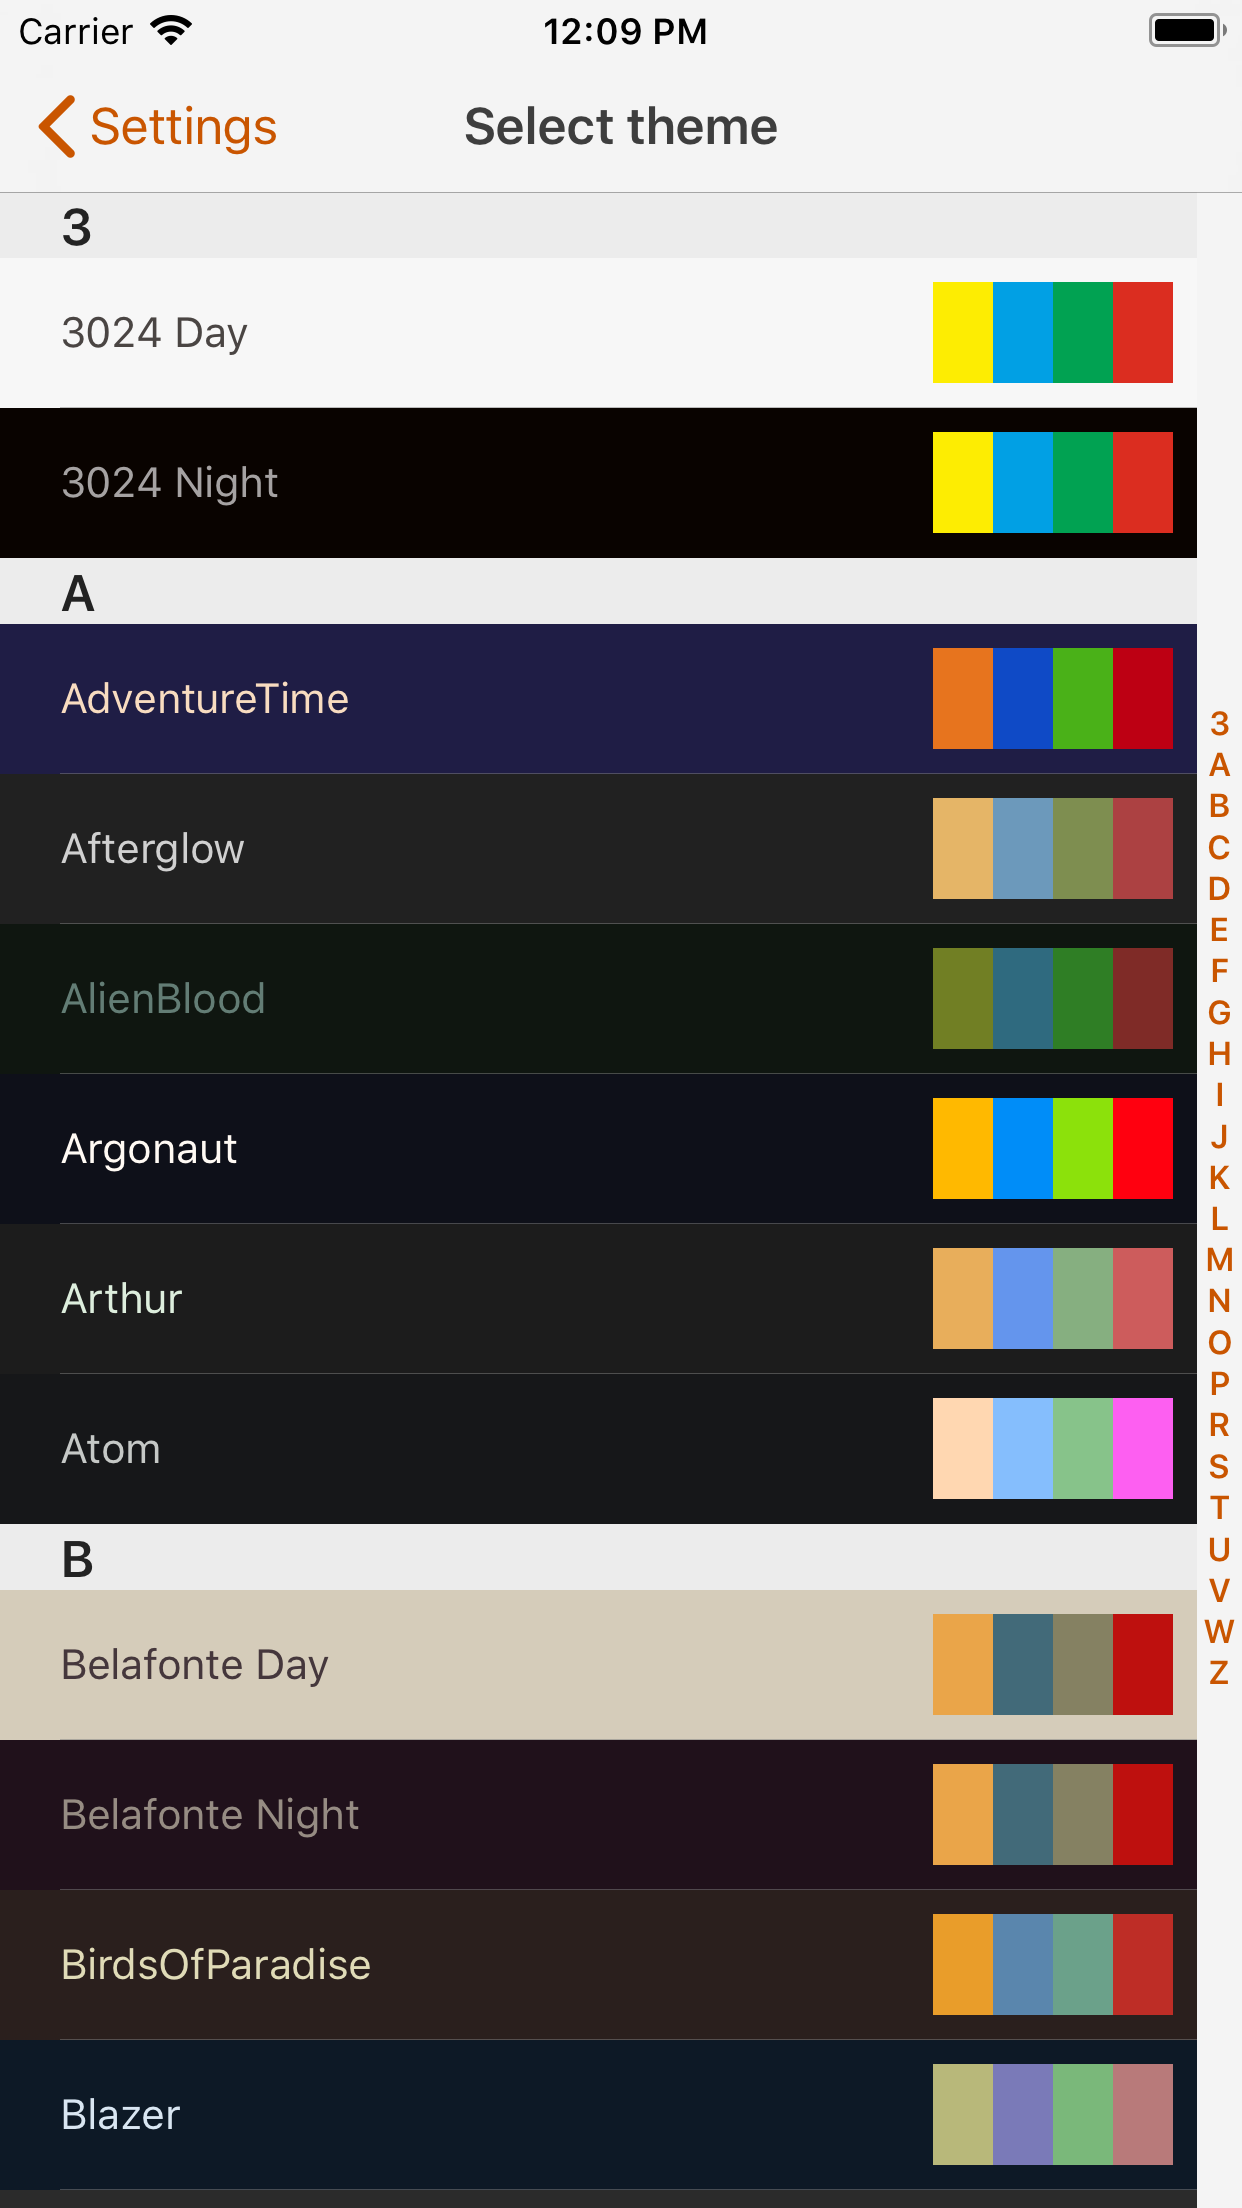 Carrier 12:09 PM
Settings Select theme
3
3024 Day
3024 Night
A
AdventureTime
Afterglow
AlienBlood
Argonaut
Arthur
Atom
B
Belafonte Day
Belafonte Night
BirdsOfParadise
Blazer
3
A
B
C
D
E
F
G
H
I
J
K
L
M
N
O
P
R
S
T
U
V
W
Z